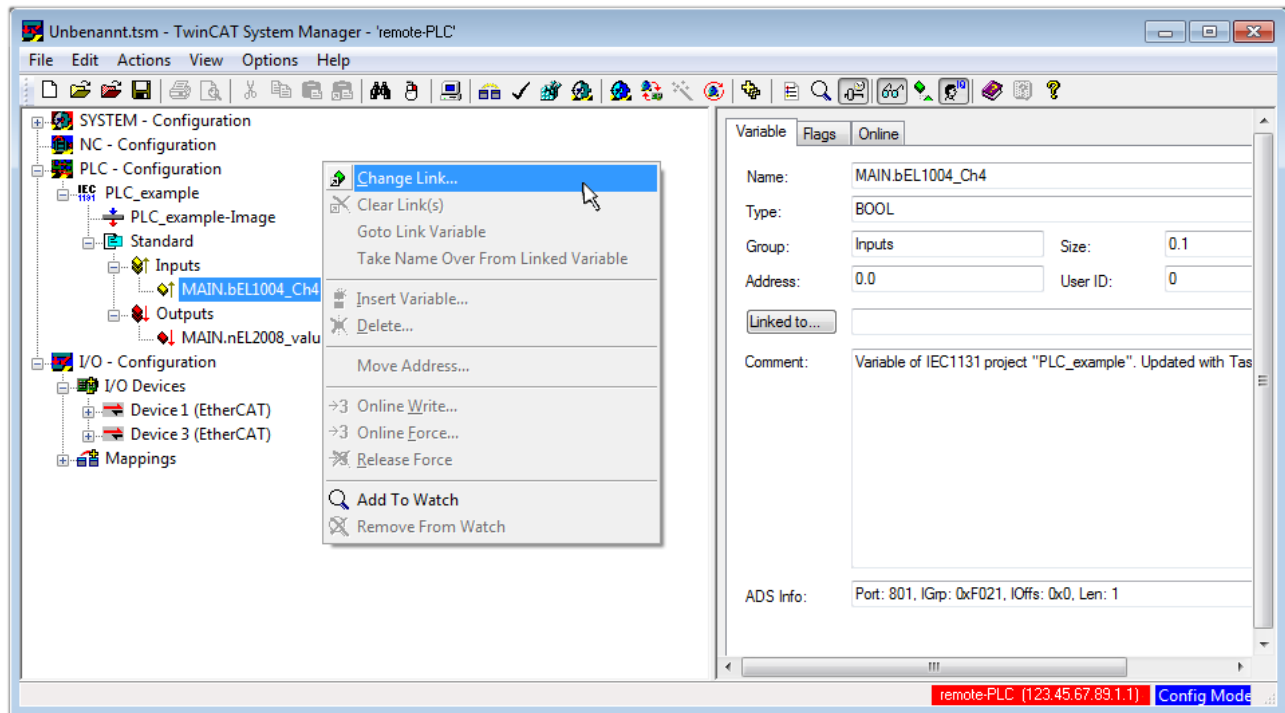 Unbenannt.tsm - TwinCAT System Manager - 'remote-PLC'
File Edit Actions View Options Help
SYSTEM - Configuration
NC - Configuration
PLC - Configuration
IEC 1131 PLC_example
PLC_example-Image
Standard
Inputs
MAIN.bEL1004_Ch4
Outputs
MAIN.nEL2008_valu
I/O - Configuration
I/O Devices
Device 1 (EtherCAT)
Device 3 (EtherCAT)
Mappings
Change Link...
Clear Link(s)
Goto Link Variable
Take Name Over From Linked Variable
Insert Variable...
Delete...
Move Address...
→3 Online Write...
→3 Online Force...
Release Force
Add To Watch
Remove From Watch
Variable Flags Online
Name: MAIN.bEL1004_Ch4
Type: BOOL
Group: Inputs Size: 0.1
Address: 0.0 User ID: 0
Linked to...
Comment: Variable of IEC1131 project "PLC_example". Updated with Tas
ADS Info: Port: 801, IGrp: 0xF021, IOffs: 0x0, Len: 1
remote-PLC (123.45.67.89.1.1) Config Mode